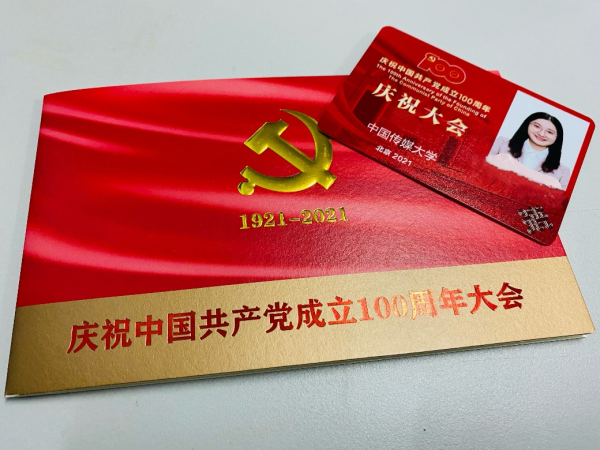 100
庆祝中国共产党成立100周年
The 100th Anniversary of the Founding of
The Communist Party of China
庆祝大会
中国传媒大学
北京 2021
1921-2021
庆祝中国共产党成立100周年大会